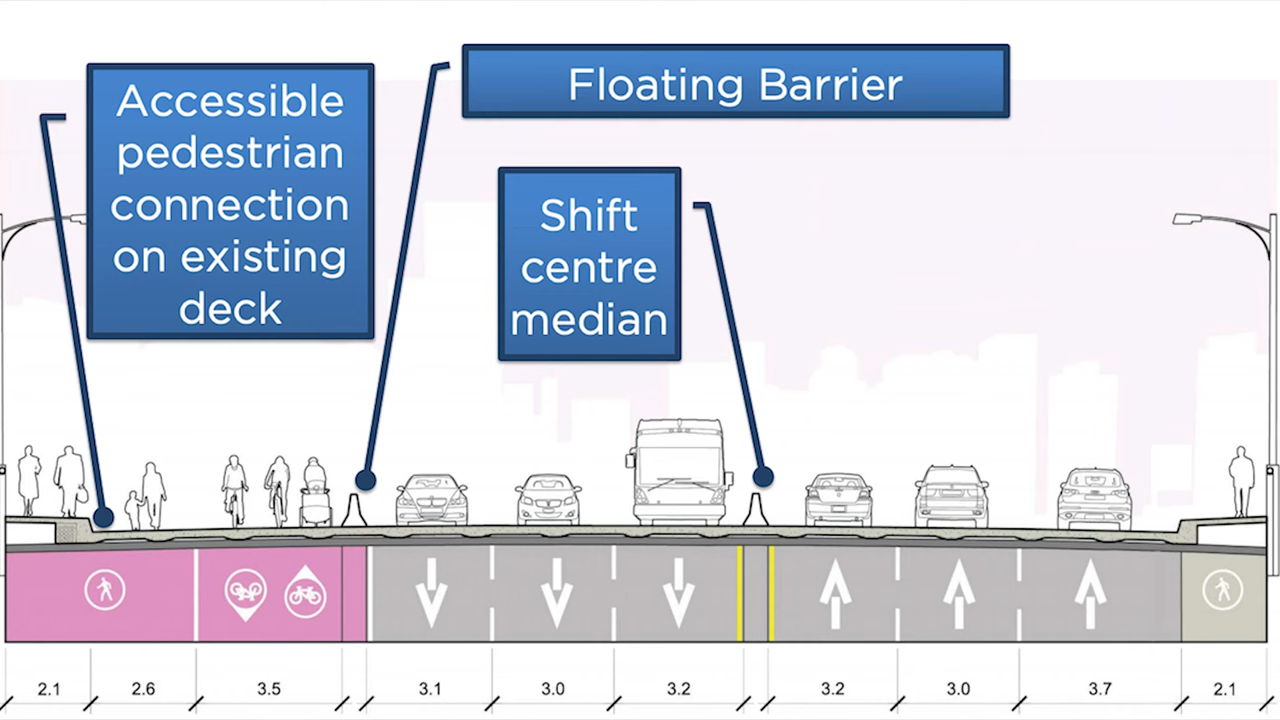 Accessible
pedestrian
connection
on existing
deck
Floating Barrier
Shift
centre
median
2.1
2.6
3.5
3.1
3.0
3.2
3.2
3.0
3.7
2.1